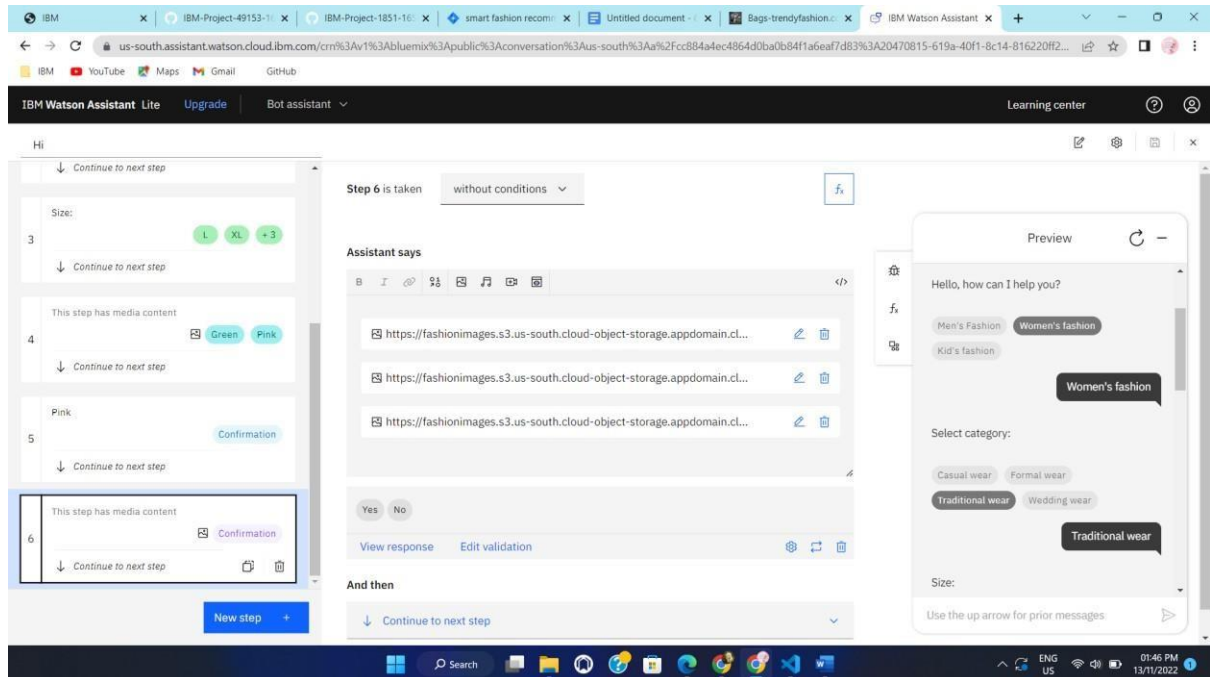 IBM
IBM-Project-49153-1
IBM-Project-1851-16
smart fashion recom
Untitled document -
Bags-trendyfashion.
IBM Watson Assistant
us-south.assistant.watson.cloud.ibm.com/crn%3Av1%3Abluemix%3Apublic%3Aconversation%3Aus-south%3Aa%2Fcc884a4ec4864d0ba0b84f1a6eaf7d83%3A20470815-619a-40f1-8c14-816220ff2...
IBM YouTube Maps Gmail GitHub
IBM Watson Assistant Lite Upgrade Bot assistant Learning center
Hi
Continue to next step
3
Size:
L XL + 3
Continue to next step
4
This step has media content
Green Pink
Continue to next step
5
Pink
Confirmation
Continue to next step
6
This step has media content
Confirmation
Continue to next step
New step +
Step 6 is taken without conditions
fx
Assistant says
B I </>
https://fashionimages.s3.us-south.cloud-object-storage.appdomain.cl...
https://fashionimages.s3.us-south.cloud-object-storage.appdomain.cl...
https://fashionimages.s3.us-south.cloud-object-storage.appdomain.cl...
Yes No
View response Edit validation
And then
Continue to next step
fx
Preview
Hello, how can I help you?
Men's Fashion Women's fashion
Kid's fashion
Women's fashion
Select category:
Casual wear Formal wear
Traditional wear Wedding wear
Traditional wear
Size:
Use the up arrow for prior messages
Search
ENG
US
01:46 PM
13/11/2022
1